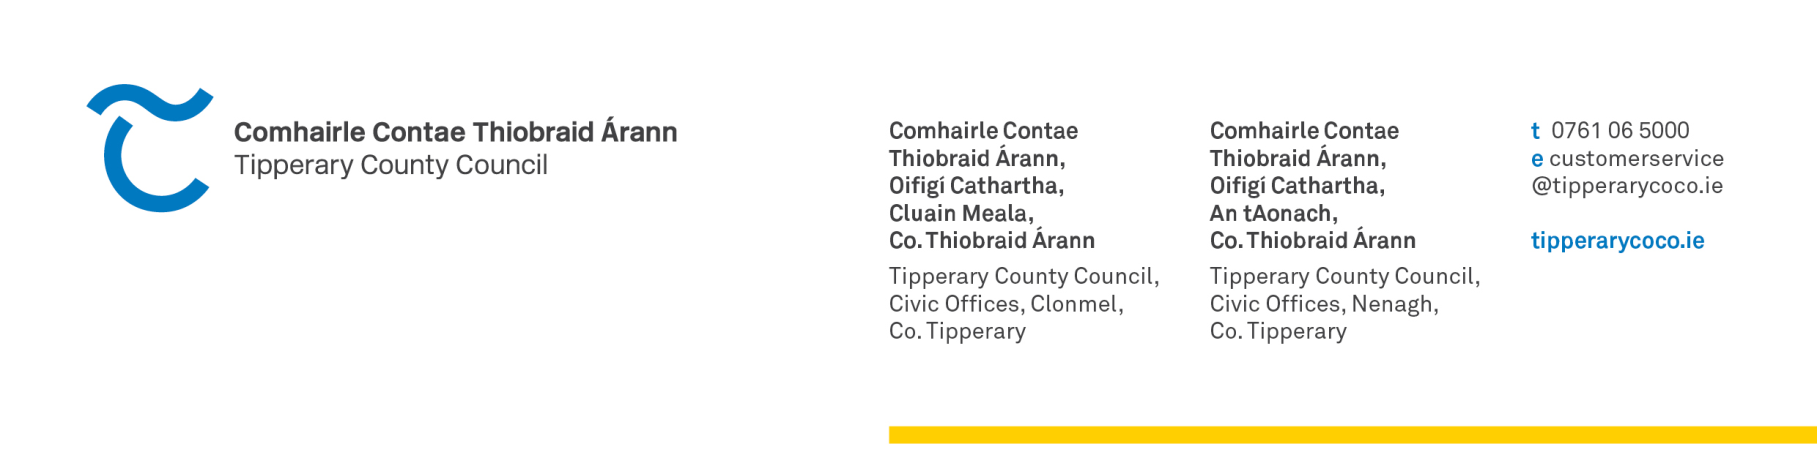 Comhairle Contae Thiobraid Árann
Tipperary County Council
Comhairle Contae
Thiobraid Árann,
Oifigí Cathartha,
Cluain Meala,
Co. Thiobraid Árann
Tipperary County Council,
Civic Offices, Clonmel,
Co. Tipperary
Comhairle Contae
Thiobraid Árann,
Oifigí Cathartha,
An tAonach,
Co. Thiobraid Árann
Tipperary County Council,
Civic Offices, Nenagh,
Co. Tipperary
t 0761 06 5000
e customerservice
@tipperarycoco.ie
tipperarycoco.ie